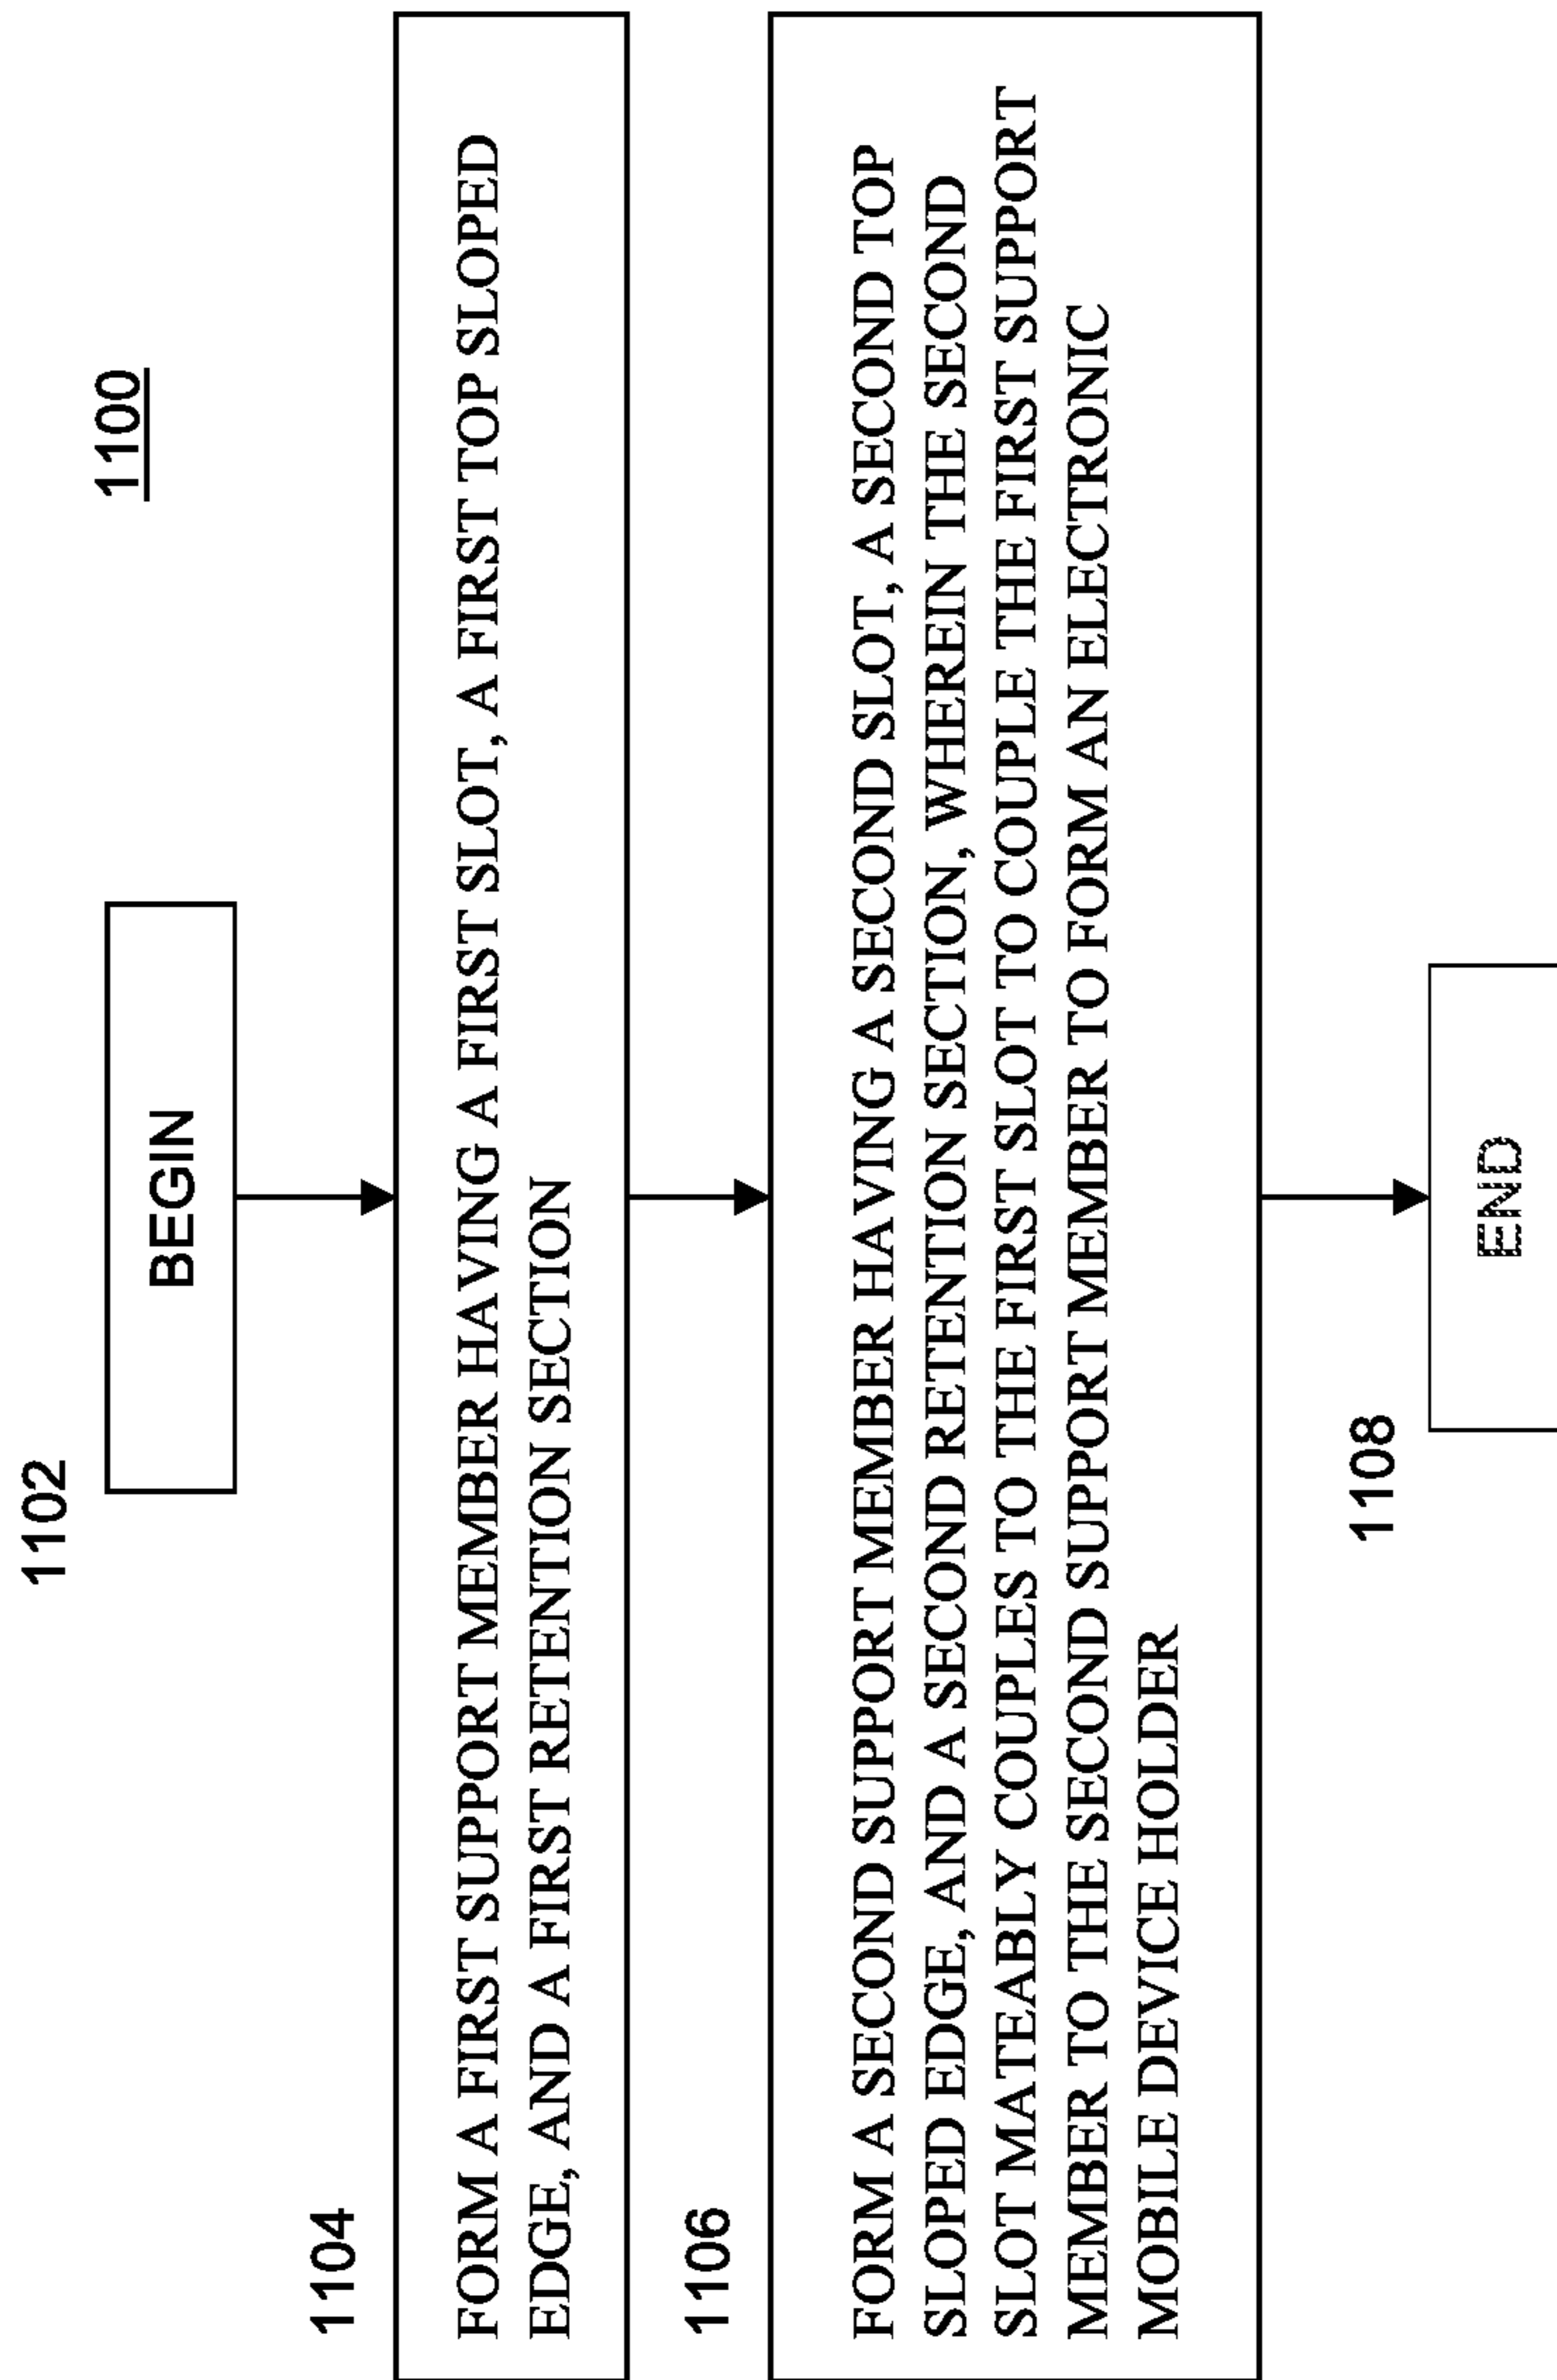 1100
1102
BEGIN
1104
FORM A FIRST SUPPORT MEMBER HAVING A FIRST SLOT, A FIRST TOP SLOPED
EDGE, AND A FIRST RETENTION SECTION
1106
FORM A SECOND SUPPORT MEMBER HAVING A SECOND SLOT, A SECOND TOP
SLOPED EDGE, AND A SECOND RETENTION SECTION, WHEREIN THE SECOND
SLOT MATEABLY COUPLES TO THE FIRST SLOT TO COUPLE THE FIRST SUPPORT
MEMBER TO THE SECOND SUPPORT MEMBER TO FORM AN ELECTRONIC
MOBILE DEVICE HOLDER
1108
END